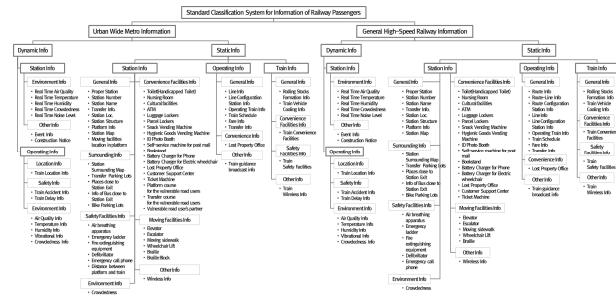 Standard Classification System for Information of Railway Passengers
Urban Wide Metro Information
General High-Speed Railway Information
Dynamic Info
Static Info
Dynamic Info
Static Info
Station Info
Station Info
Operating Info
Train Info
Station Info
Station Info
Operating Info
Train Info
Environment Info
• Real Time Air Quality
• Real Time Temperature
• Real Time Humidity
• Real Time Crowdedness
• Real Time Noise Level
Other Info
• Event Info
• Construction Notice
Operating Info
Location Info
• Train Location Info
Safety Info
• Train Accident Info
• Train Delay Info
Environment Info
• Air Quality Info
• Temperature Info
• Humidity Info
• Vibrational Info
• Crowdedness Info
General Info
• Proper Station
• Station Number
• Station Name
• Transfer Info.
• Station Loc.
• Station Structure
• Platform Info
• Station Map
• Moving facilities
location in platforms
Surrounding Info
• Station
Surrounding Map
• Transfer Parking Lots
• Places close to
Station Exit
• Info of Bus close to
Station Exit
• Bike Parking Lots
Safety Facilities Info
• Air breathing
apparatus
• Emergency ladder
• Fire extinguishing
equipment
• Defibrillator
• Emergency call phone
• Distance between
platform and train
Environment Info
• Crowdedness
Convenience Facilities Info
• Toilet(Handicapped Toilet)
• Nursing Room
• Cultural facilities
• ATM
• Luggage Lockers
• Parcel Lockers
• Snack Vending Machine
• Hygienic Goods Vending
Machine
• ID Photo Booth
• Self-service machine for post mail
• Bookstand
• Battery Charger for Phone
• Battery Charger for Electric wheelchair
• Lost Property Office
• Customer Support Center
• Ticket Machine
• Platform course
for the vulnerable road users
• Transfer course
for the vulnerable road users
• Vulnerable road user's partner
Moving Facilities Info
• Elevator
• Escalator
• Moving sidewalk
• Wheelchair Lift
• Braille
• Braille Block
Other Info
• Wireless Info
General Info
• Line Info
• Line Configuration
Station Info
• Operating Train Info
• Train Schedule
• Fare Info
• Transfer Info
Convenience Info
• Lost Property Office
Other Info
• Train guidance
broadcast info
General Info
• Rolling Stocks
Formation Info
• Train Vehicle
Cooling Info
Convenience
Facilities Info
• Train Convenience
Facilities
Safety
Facilities Info
• Train
Safety Facilities
Environment Info
• Real Time Air Quality
• Real Time Temperature
• Real Time Humidity
• Real Time Crowdedness
• Real Time Noise Level
Other Info
• Event Info
• Construction Notice
Operating Info
Location Info
• Train Location Info
Safety Info
• Train Accident Info
• Train Delay Info
Environment Info
• Air Quality Info
• Temperature Info
• Humidity Info
• Vibrational Info
• Crowdedness Info
General Info
• Proper Station
• Station Number
• Station Name
• Transfer Info.
• Station Loc.
• Station Structure
• Platform Info
• Station Map
Surrounding Info
• Station
Surrounding Map
• Transfer Parking Lots
• Places close to
Station Exit
• Info of Bus close to
Station Exit
• Bike Parking Lots
Safety Facilities Info
• Air breathing
apparatus
• Emergency
ladder
• Fire
extinguishing
equipment
• Defibrillator
• Emergency call
phone
Environment Info
• Crowdedness
Convenience Facilities Info
• Toilet(Handicapped Toilet)
• Nursing Room
• Cultural facilities
• ATM
• Luggage Lockers
• Parcel Lockers
• Snack Vending Machine
• Hygienic Goods Vending
Machine
• ID Photo Booth
• Self-service machine for post mail
• Bookstand
• Battery Charger for Phone
• Battery Charger for Electric
wheelchair
• Lost Property Office
• Customer Support Center
• Ticket Machine
Moving Facilities Info
• Elevator
• Escalator
• Moving sidewalk
• Wheelchair Lift
• Braille
Other Info
• Wireless Info
General Info
• Route Info
• Route-Line Info
• Route Configuration
Station Info
• Line Info
• Line Configuration
Station Info
• Operating Train Info
• Train Schedule
• Fare Info
• Transfer Info
Convenience Info
• Lost Property Office
Other Info
• Train guidance
broadcast info
General Info
• Rolling Stocks
Formation Info
• Train Vehicle
Cooling Info
Convenience
Facilities Info
• Train Convenience
Facilities
Safety
Facilities Info
• Train
Safety Facilities
Other Info
• Train
Wireless Info